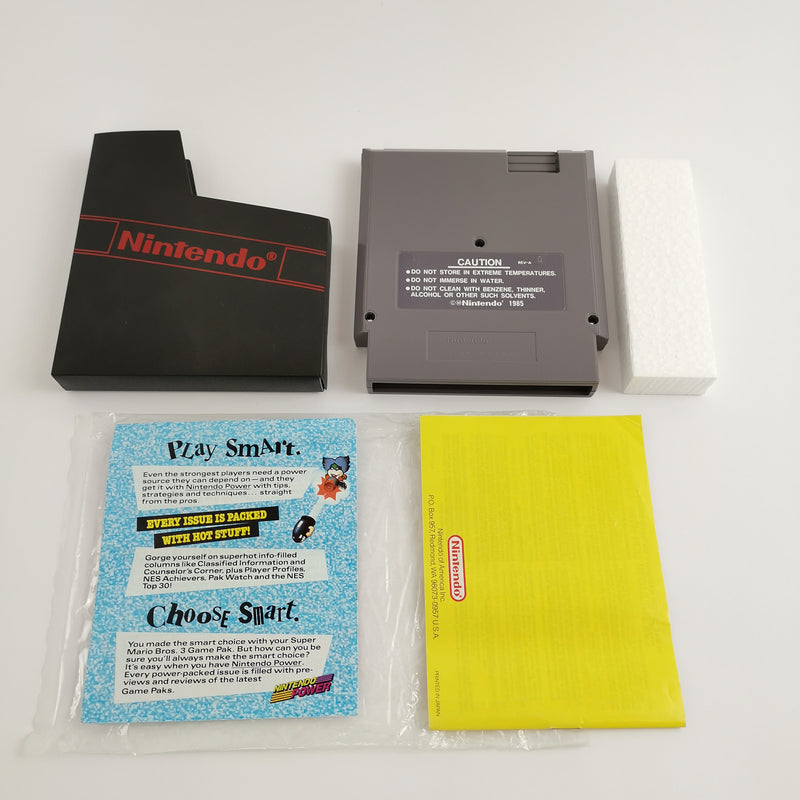 Nintendo®
CAUTION REV-A
●DO NOT STORE IN EXTREME TEMPERATURES.
●DO NOT IMMERSE IN WATER.
●DO NOT CLEAN WITH BENZENE, THINNER,
ALCOHOL OR OTHER SUCH SOLVENTS.
©Nintendo® 1985
Nintendo
Play Smart.
Even the strongest players need a power
source they can depend on—and they
get it with Nintendo Power with tips,
strategies and techniques... straight
from the pros.
EVERY ISSUE IS PACKED
WITH HOT STUFF!
Gorge yourself on superhot info-filled
columns like Classified Information and
Counselor's Corner, plus Player Profiles,
NES Achievers, Pak Watch and the NES
Top 30!
Choose Smart.
You made the smart choice with your Super
Mario Bros. 3 Game Pak. But how can you be
sure you'll always make the smart choice?
It's easy when you have Nintendo Power.
Every power-packed issue is filled with pre-
views and reviews of the latest
Game Paks.
NINTENDO
POWER
Nintendo®
Nintendo of America Inc.
P.O. Box 957, Redmond, WA 98073-0957 U.S.A.
PRINTED IN JAPAN